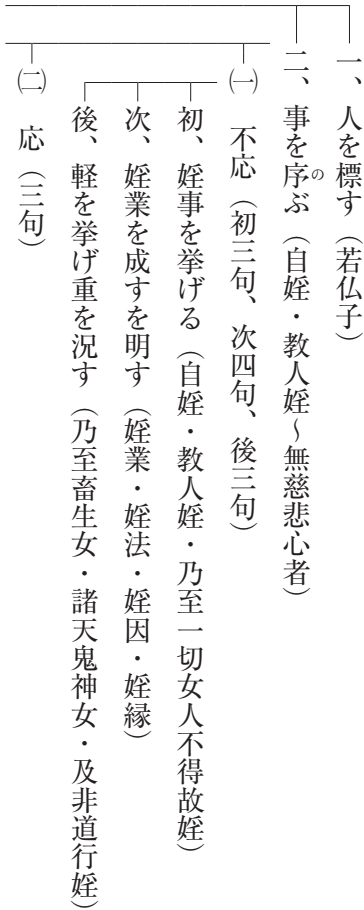 一、人を標す（若仏子）
二、事を序ぶ（自婬・教人婬～無慈悲心者）
の
㈠　不応（初三句、次四句、後三句）
初、婬事を挙げる（自婬・教人婬・乃至一切女人不得故婬）
次、婬業を成すを明す（婬業・婬法・婬因・婬縁）
後、軽を挙げ重を況す（乃至畜生女・諸天鬼神女・及非道行婬）
㈡　応（三句）